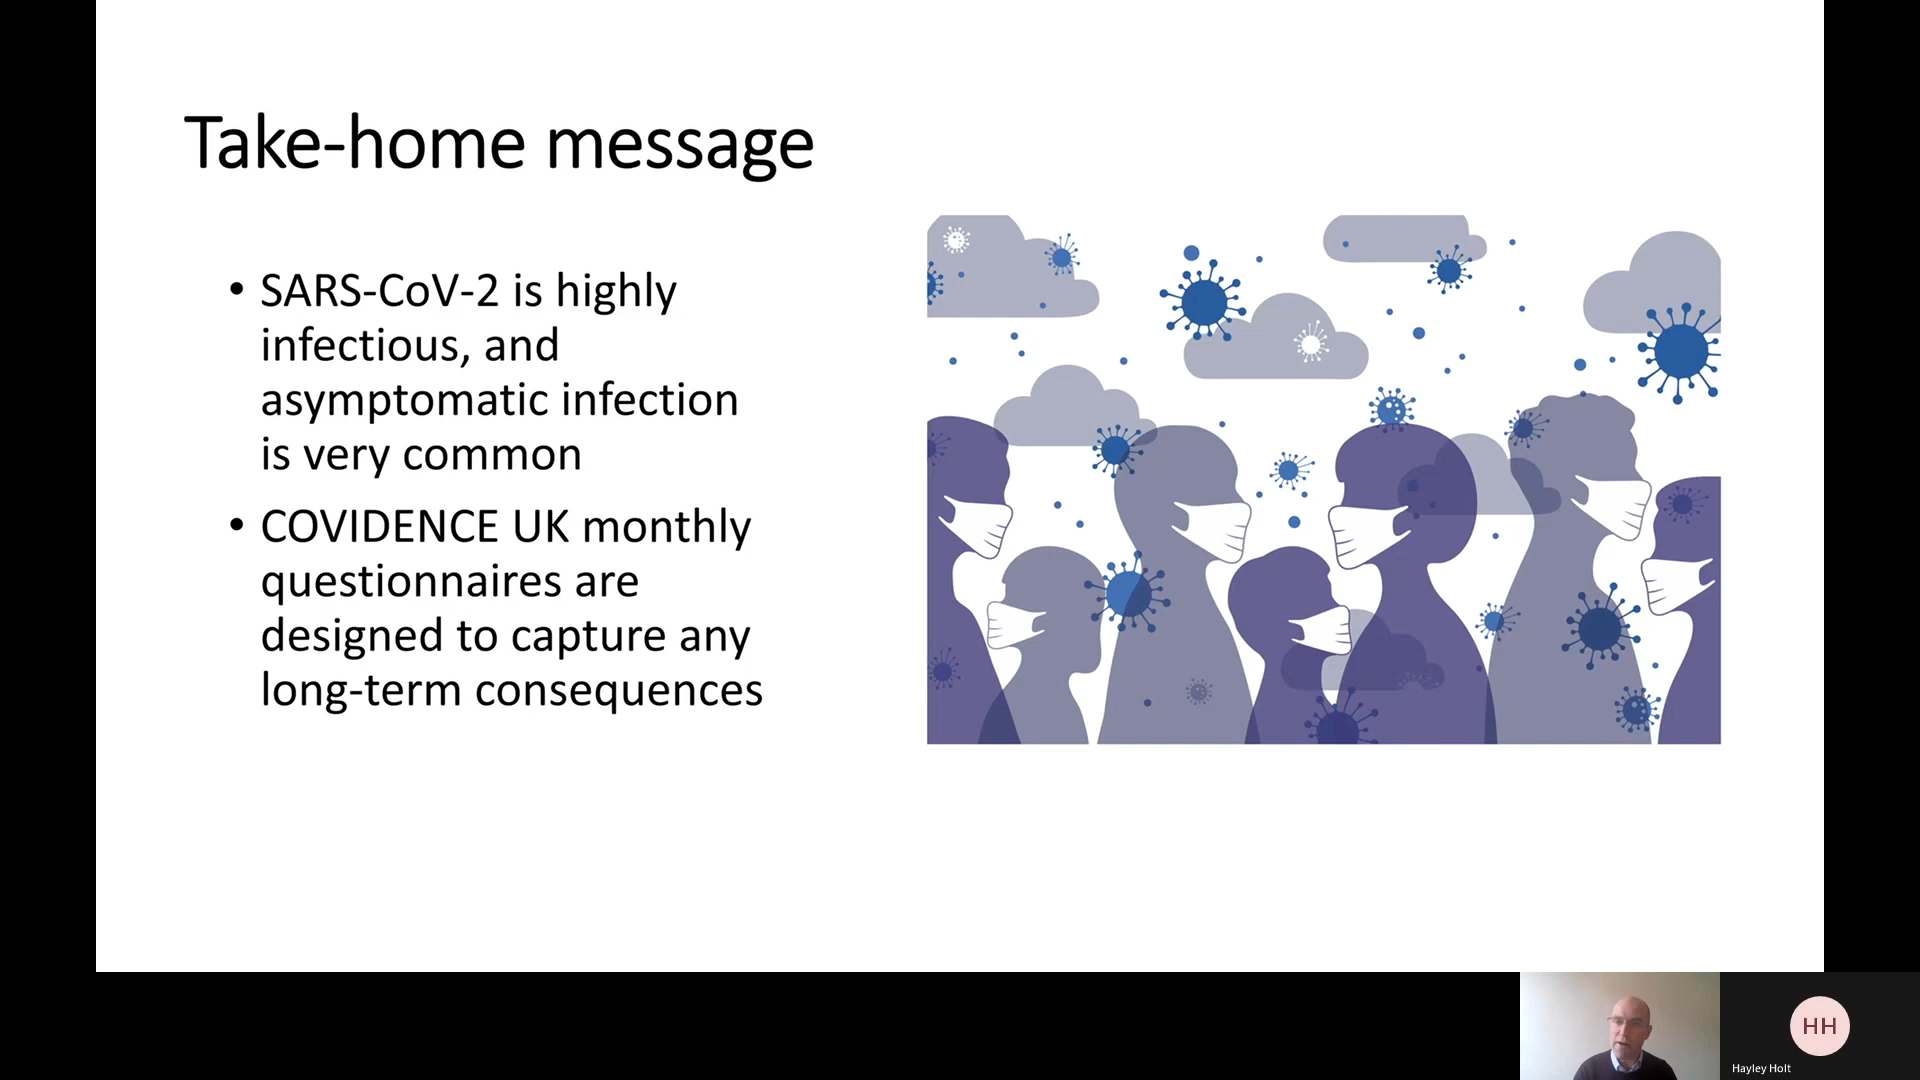 Take-home message
• SARS-CoV-2 is highly
infectious, and
asymptomatic infection
is very common
• COVIDENCE UK monthly
questionnaires are
designed to capture any
long-term consequences
HH
Hayley Holt